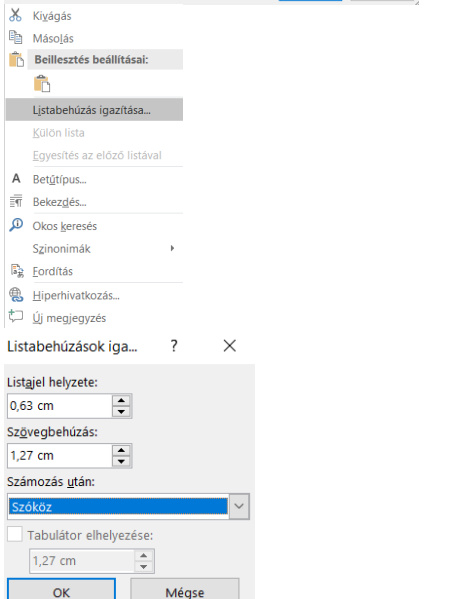 Kivágás
Másolás
Beillesztés beállításai:
Listabehúzás igazítása...
Külön lista
Egyesítés az előző listával
Betűtípus...
Bekezdés...
Okos keresés
Szinonimák
Fordítás
Hiperhivatkozás...
Új megjegyzés
Listabehúzások iga... ?
Listajel helyzete:
0,63 cm
Szövegbehúzás:
1,27 cm
Számozás után:
Szóköz
Tabulátor elhelyezése:
1,27 cm
OK Mégse